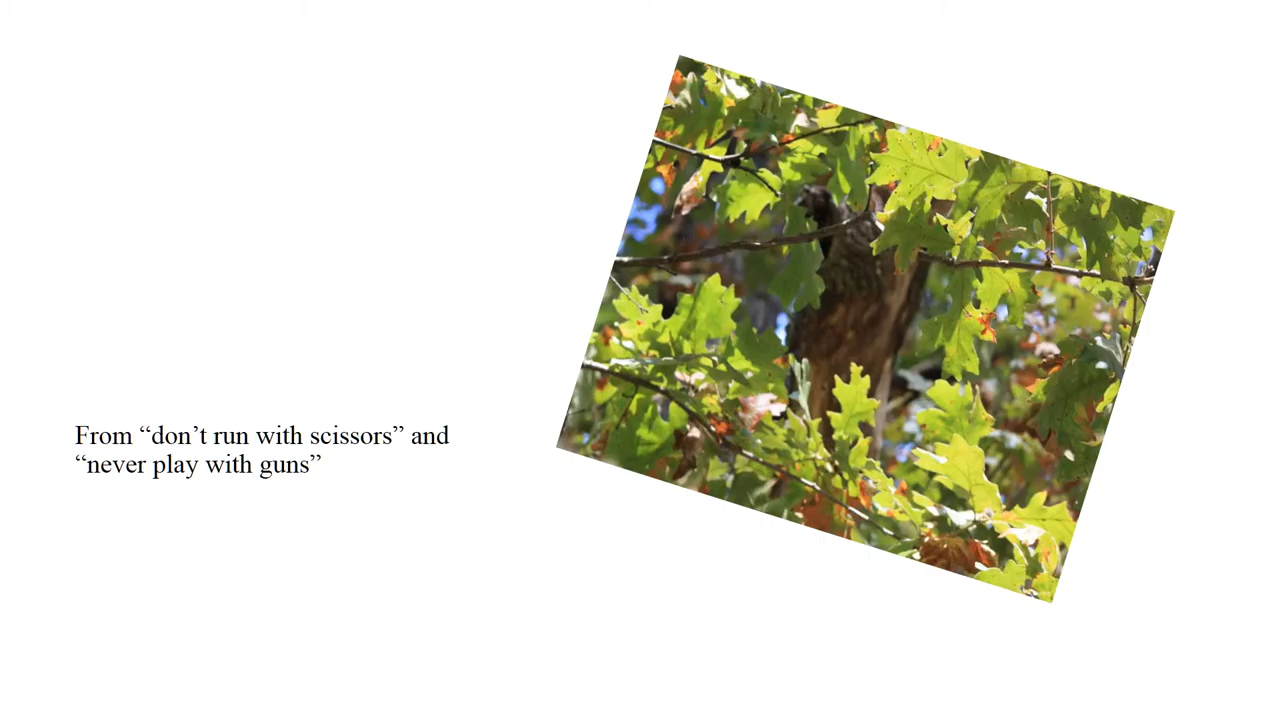 From “don’t run with scissors” and
“never play with guns”